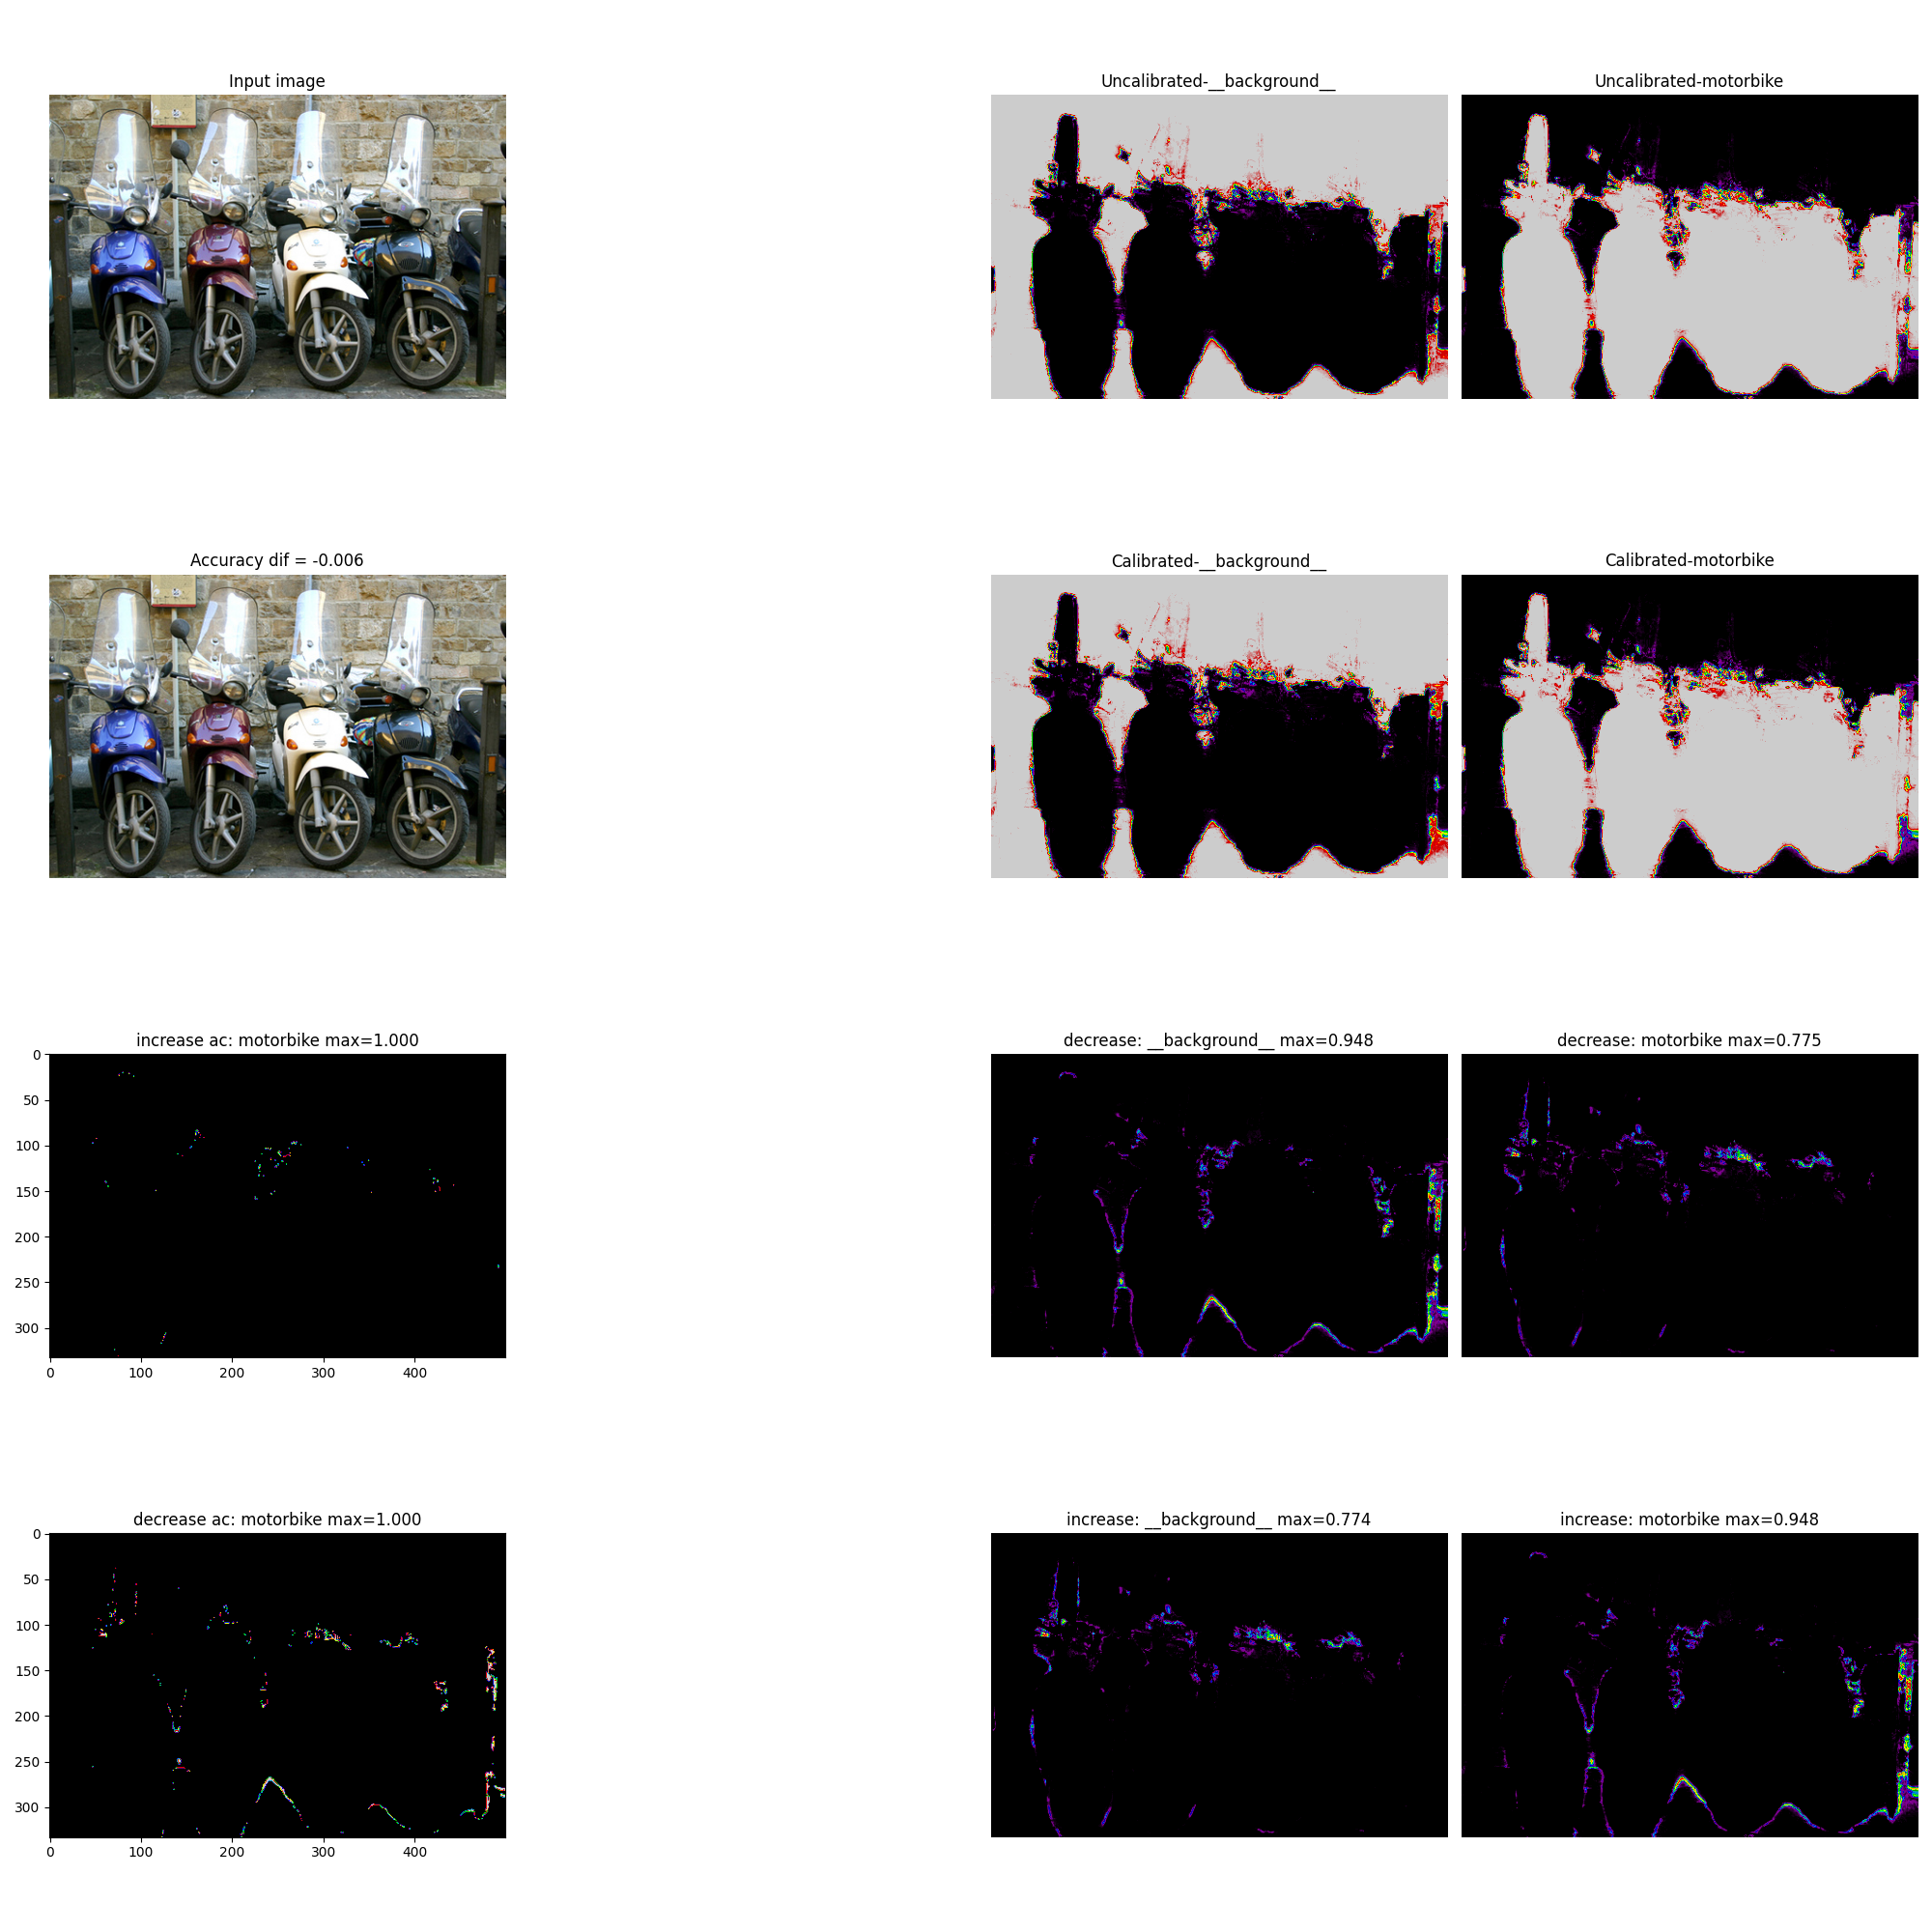 Input image
Uncalibrated-__background__
Uncalibrated-motorbike
Accuracy dif = -0.006
Calibrated-__background__
Calibrated-motorbike
increase ac: motorbike max=1.000
0
50
100
150
200
250
300
0 100 200 300 400
decrease: __background__ max=0.948
decrease: motorbike max=0.775
decrease ac: motorbike max=1.000
0
50
100
150
200
250
300
0 100 200 300 400
increase: __background__ max=0.774
increase: motorbike max=0.948